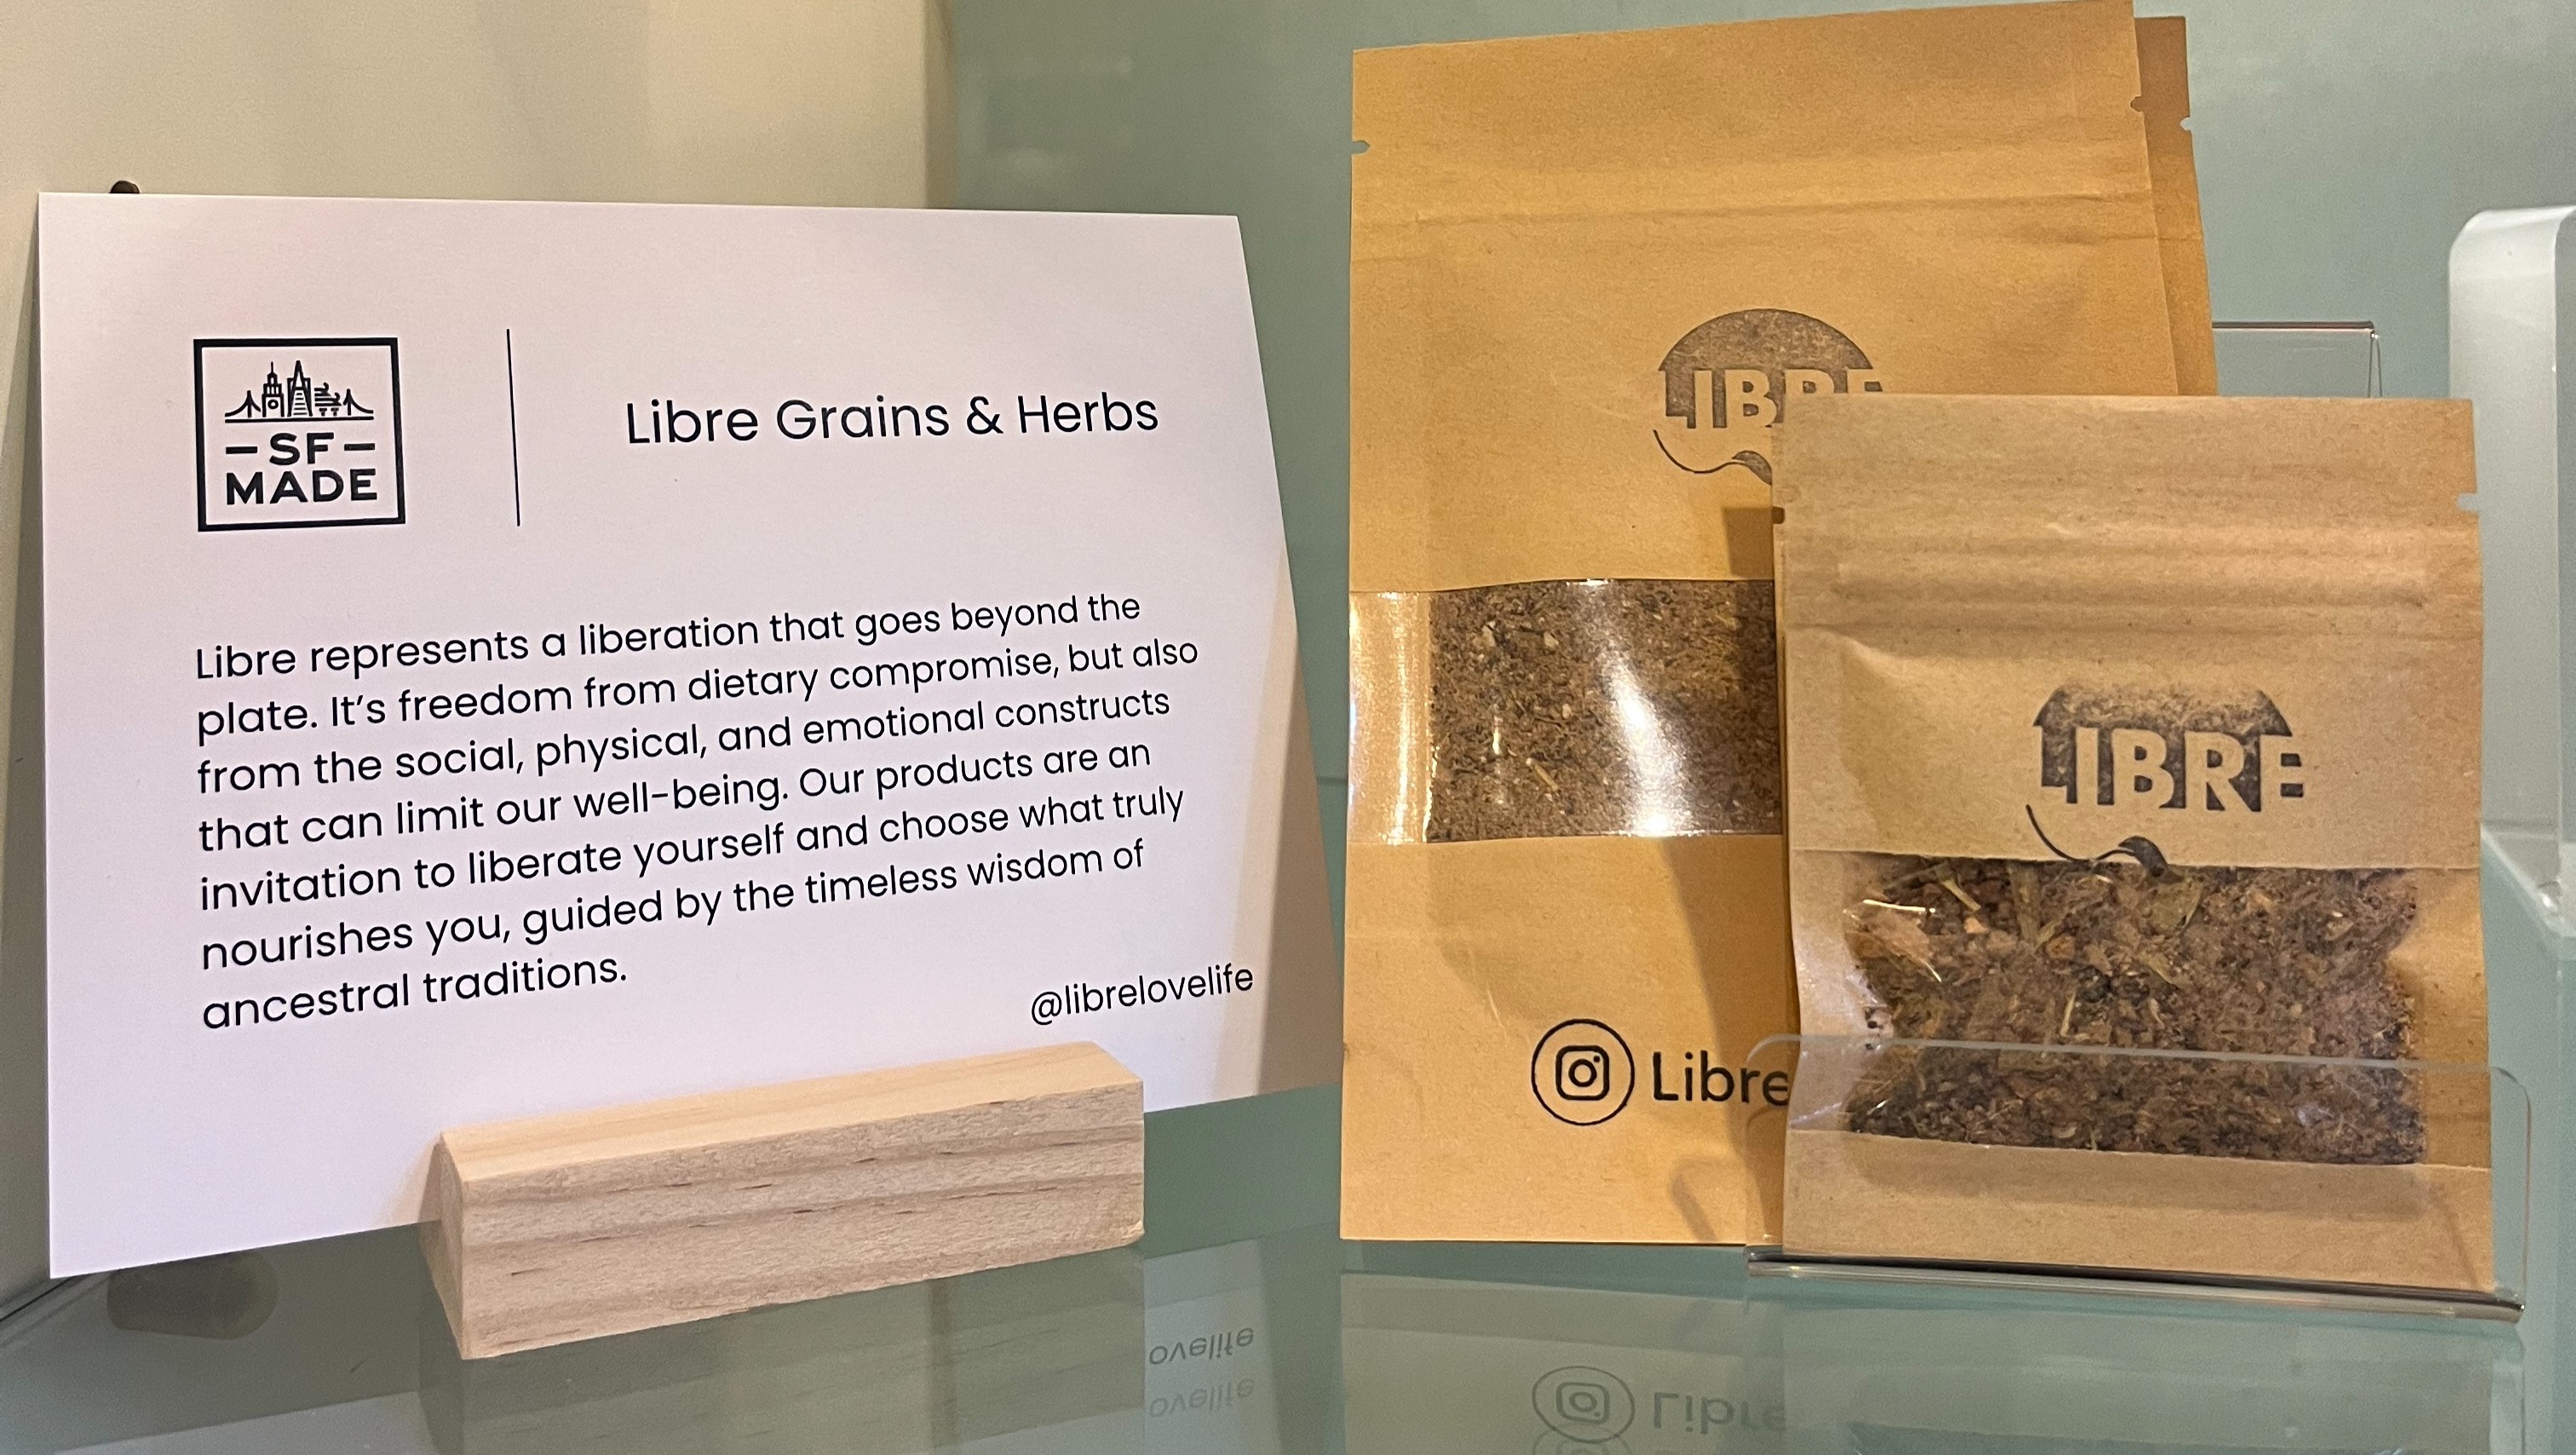 – SF –
MADE
Libre Grains & Herbs
Libre represents a liberation that goes beyond the
plate. It's freedom from dietary compromise, but also
from the social, physical, and emotional constructs
that can limit our well-being. Our products are an
invitation to liberate yourself and choose what truly
nourishes you, guided by the timeless wisdom of
ancestral traditions.
@librelovelife
LIBRE
Libre
LIBRE